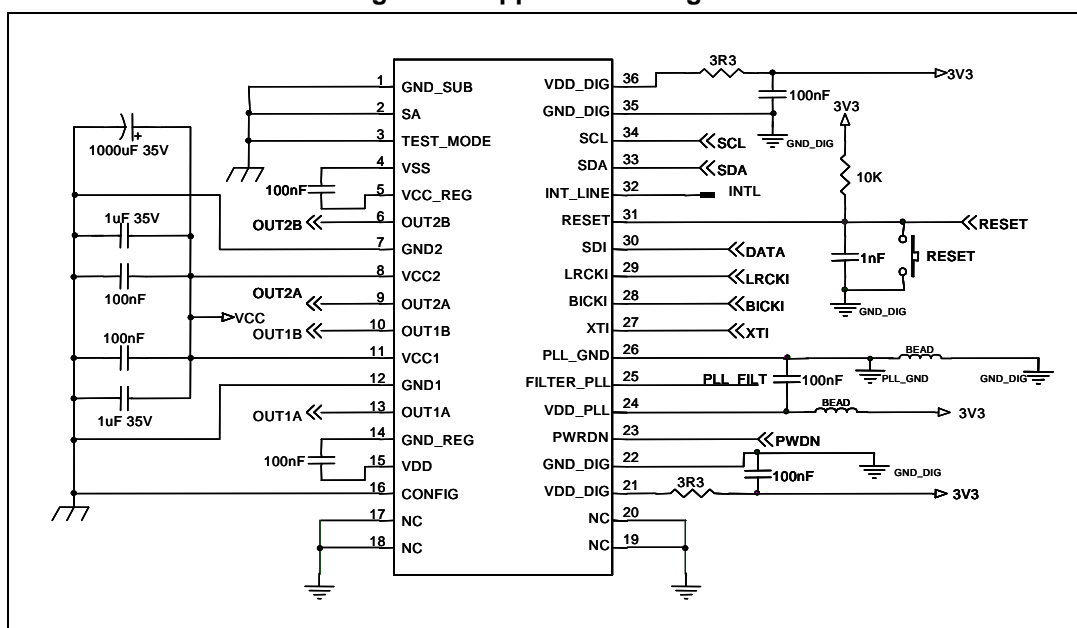 1 GND_SUB
2 SA
3 TEST_MODE
4 VSS
5 VCC_REG
6 OUT2B
7 GND2
8 VCC2
9 OUT2A
10 OUT1B
11 VCC1
12 GND1
13 OUT1A
14 GND_REG
15 VDD
16 CONFIG
17 NC
18 NC
VDD_DIG 36
GND_DIG 35
SCL 34
SDA 33
INT_LINE 32
RESET 31
SDI 30
LRCKI 29
BICKI 28
XTI 27
PLL_GND 26
FILTER_PLL 25
VDD_PLL 24
PWRDN 23
GND_DIG 22
VDD_DIG 21
NC 20
NC 19
+
1000uF 35V
100nF
OUT2B
1uF 35V
100nF
OUT2A
VCC
OUT1B
100nF
1uF 35V
OUT1A
100nF
3R3
3V3
100nF
GND_DIG
3V3
SCL
SDA
INTL
10K
RESET
1nF
RESET
GND_DIG
DATA
LRCKI
BICKI
XTI
BEAD
PLL_GND
GND_DIG
PLL_FILT
100nF
BEAD
3V3
PWDN
GND_DIG
100nF
3R3
3V3